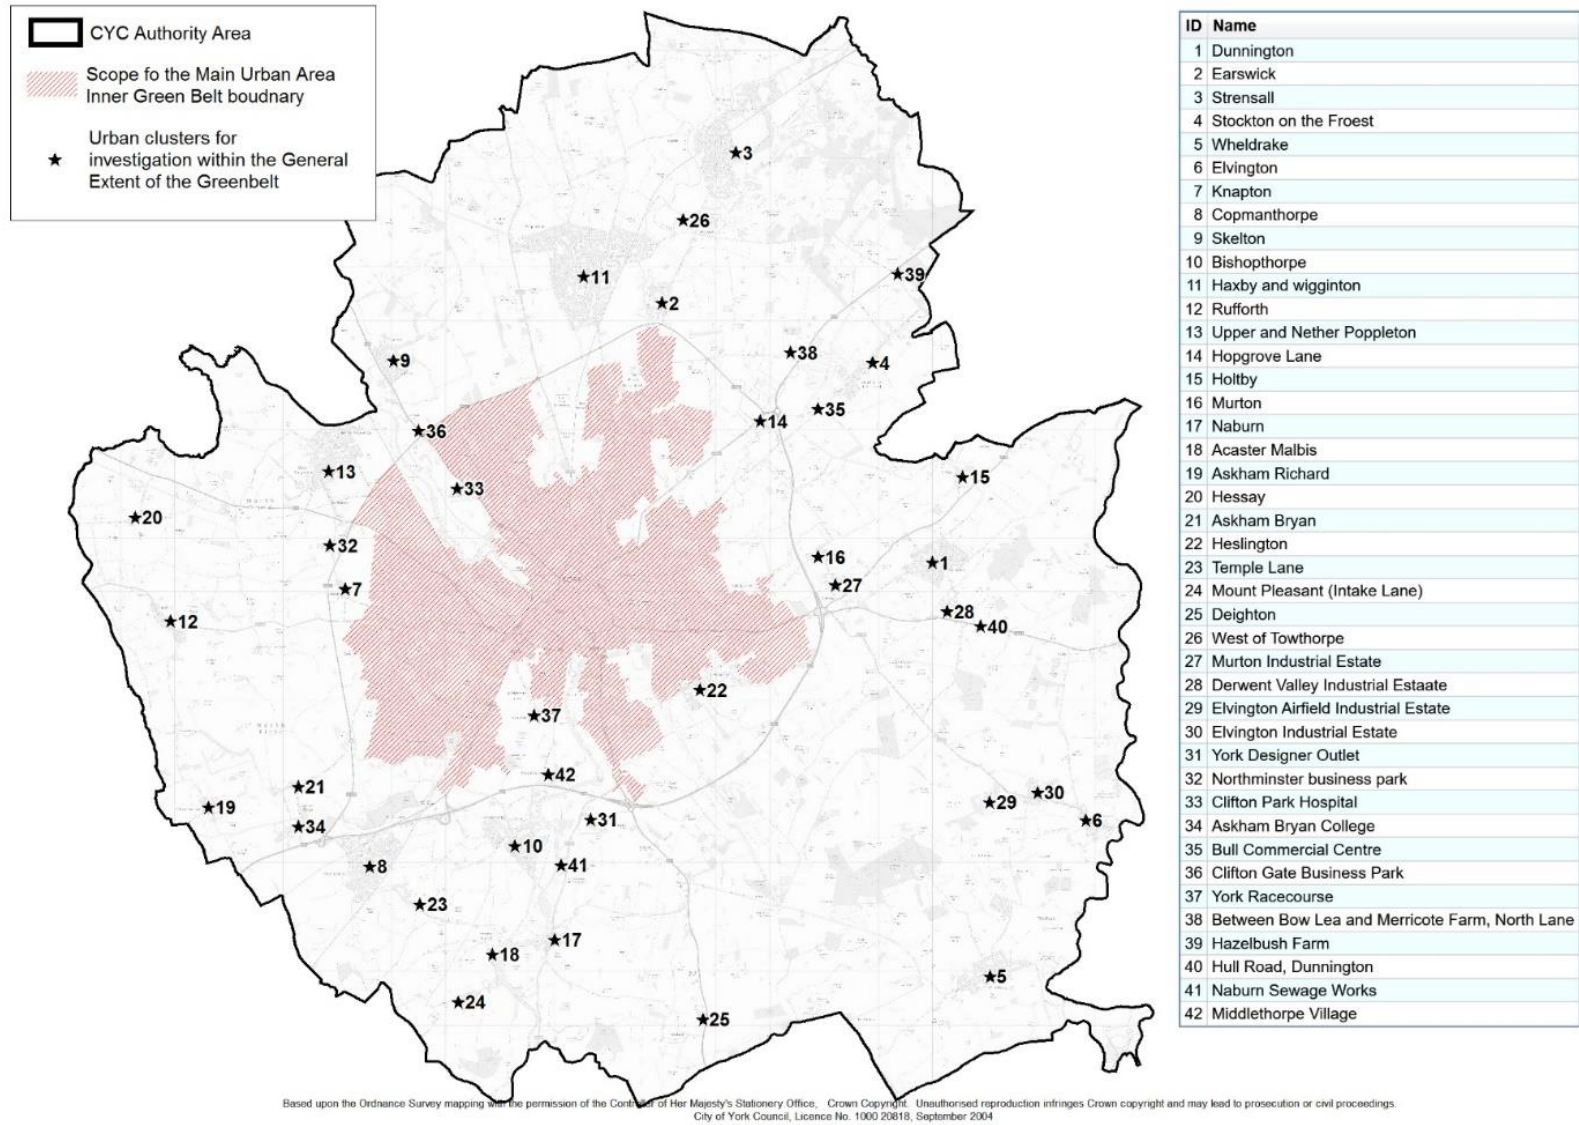 CYC Authority Area
Scope fo the Main Urban Area
Inner Green Belt boudnary
Urban clusters for
investigation within the General
Extent of the Greenbelt
3
26
11
39
2
38
9
4
35
14
36
13
15
33
20
32
16
1
7
27
28
12
40
22
37
42
21
30
29
19
31
6
34
10
41
8
23
17
18
5
24
25
ID Name
1 Dunnington
2 Earswick
3 Strensall
4 Stockton on the Froest
5 Wheldrake
6 Elvington
7 Knapton
8 Copmanthorpe
9 Skelton
10 Bishopthorpe
11 Haxby and wigginton
12 Rufforth
13 Upper and Nether Poppleton
14 Hopgrove Lane
15 Holtby
16 Murton
17 Naburn
18 Acaster Malbis
19 Askham Richard
20 Hessay
21 Askham Bryan
22 Heslington
23 Temple Lane
24 Mount Pleasant (Intake Lane)
25 Deighton
26 West of Towthorpe
27 Murton Industrial Estate
28 Derwent Valley Industrial Estaate
29 Elvington Airfield Industrial Estate
30 Elvington Industrial Estate
31 York Designer Outlet
32 Northminster business park
33 Clifton Park Hospital
34 Askham Bryan College
35 Bull Commercial Centre
36 Clifton Gate Business Park
37 York Racecourse
38 Between Bow Lea and Merricote Farm, North Lane
39 Hazelbush Farm
40 Hull Road, Dunnington
41 Naburn Sewage Works
42 Middlethorpe Village
Based upon the Ordnance Survey mapping with the permission of the Controller of Her Majesty's Stationery Office, Crown Copyright. Unauthorised reproduction infringes Crown copyright and may lead to prosecution or civil proceedings.
City of York Council, Licence No. 1000 20818, September 2004